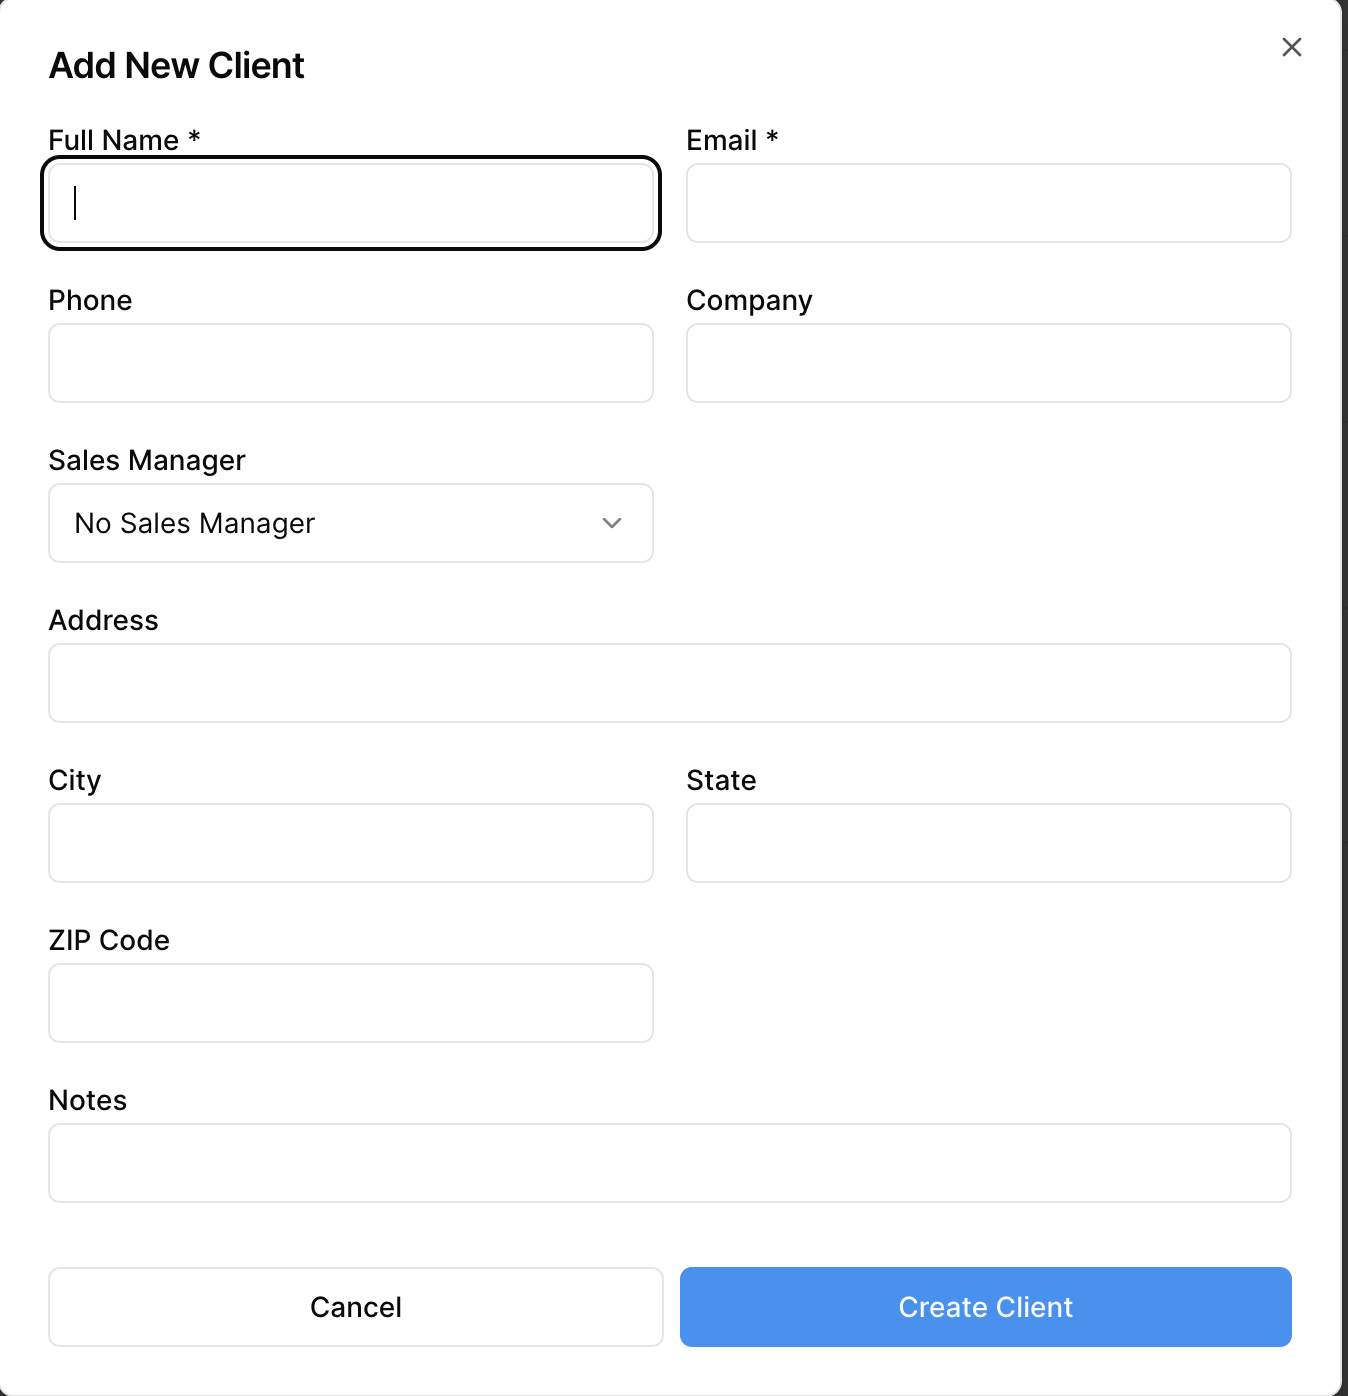 Add New Client
Full Name *
Email *
Phone
Company
Sales Manager
No Sales Manager
Address
City
State
ZIP Code
Notes
Cancel
Create Client